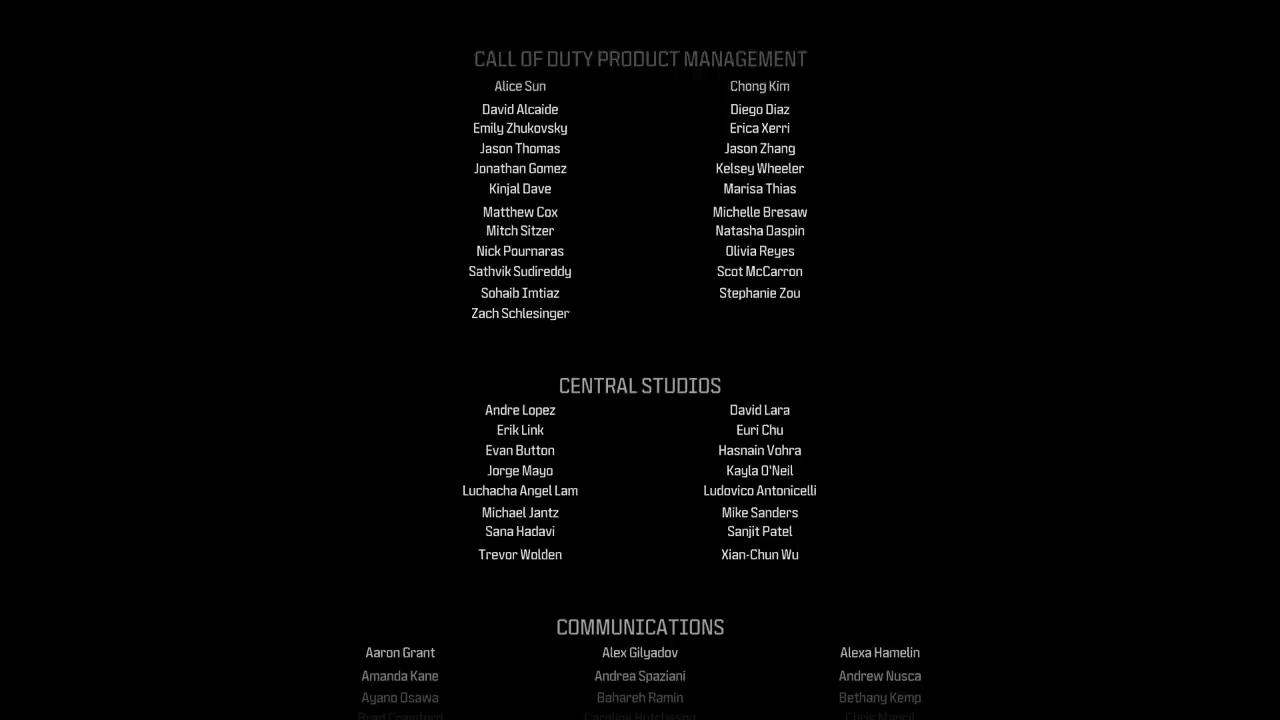 CALL OF DUTY PRODUCT MANAGEMENT
Alice Sun Chong Kim
David Alcaide Diego Diaz
Emily Zhukovsky Erica Xerri
Jason Thomas Jason Zhang
Jonathan Gomez Kelsey Wheeler
Kinjal Dave Marisa Thias
Matthew Cox Michelle Bresaw
Mitch Sitzer Natasha Daspin
Nick Pournaras Olivia Reyes
Sathvik Sudireddy Scot McCarron
Sohaib Imtiaz Stephanie Zou
Zach Schlesinger
CENTRAL STUDIOS
Andre Lopez David Lara
Erik Link Euri Chu
Evan Button Hasnain Vohra
Jorge Mayo Kayla O'Neil
Luchacha Angel Lam Ludovico Antonicelli
Michael Jantz Mike Sanders
Sana Hadavi Sanjit Patel
Trevor Wolden Xian-Chun Wu
COMMUNICATIONS
Aaron Grant Alex Gilyadov Alexa Hamelin
Amanda Kane Andrea Spaziani Andrew Nusca
Ayano Osawa Bahareh Ramin Bethany Kemp